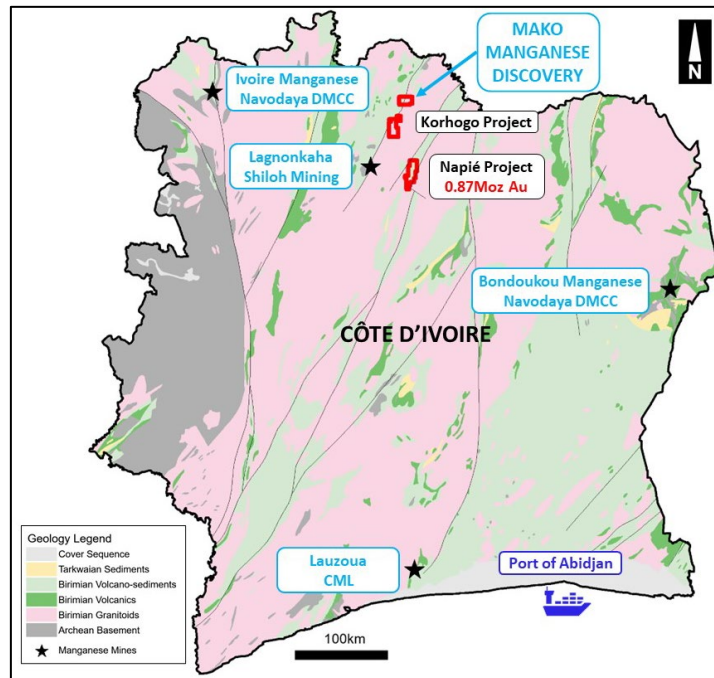 MAKO
MANGANESE
DISCOVERY
N
Ivoire Manganese
Navodaya DMCC
Korhogo Project
Lagnonkaha
Shiloh Mining
Napié Project
0.87Moz Au
Bondoukou Manganese
Navodaya DMCC
CÔTE D'IVOIRE
Geology Legend
Cover Sequence
Tarkwaian Sediments
Birimian Volcano-sediments
Birimian Volcanics
Birimian Granitoids
Archean Basement
Manganese Mines
Lauzoua
CML
Port of Abidjan
100km